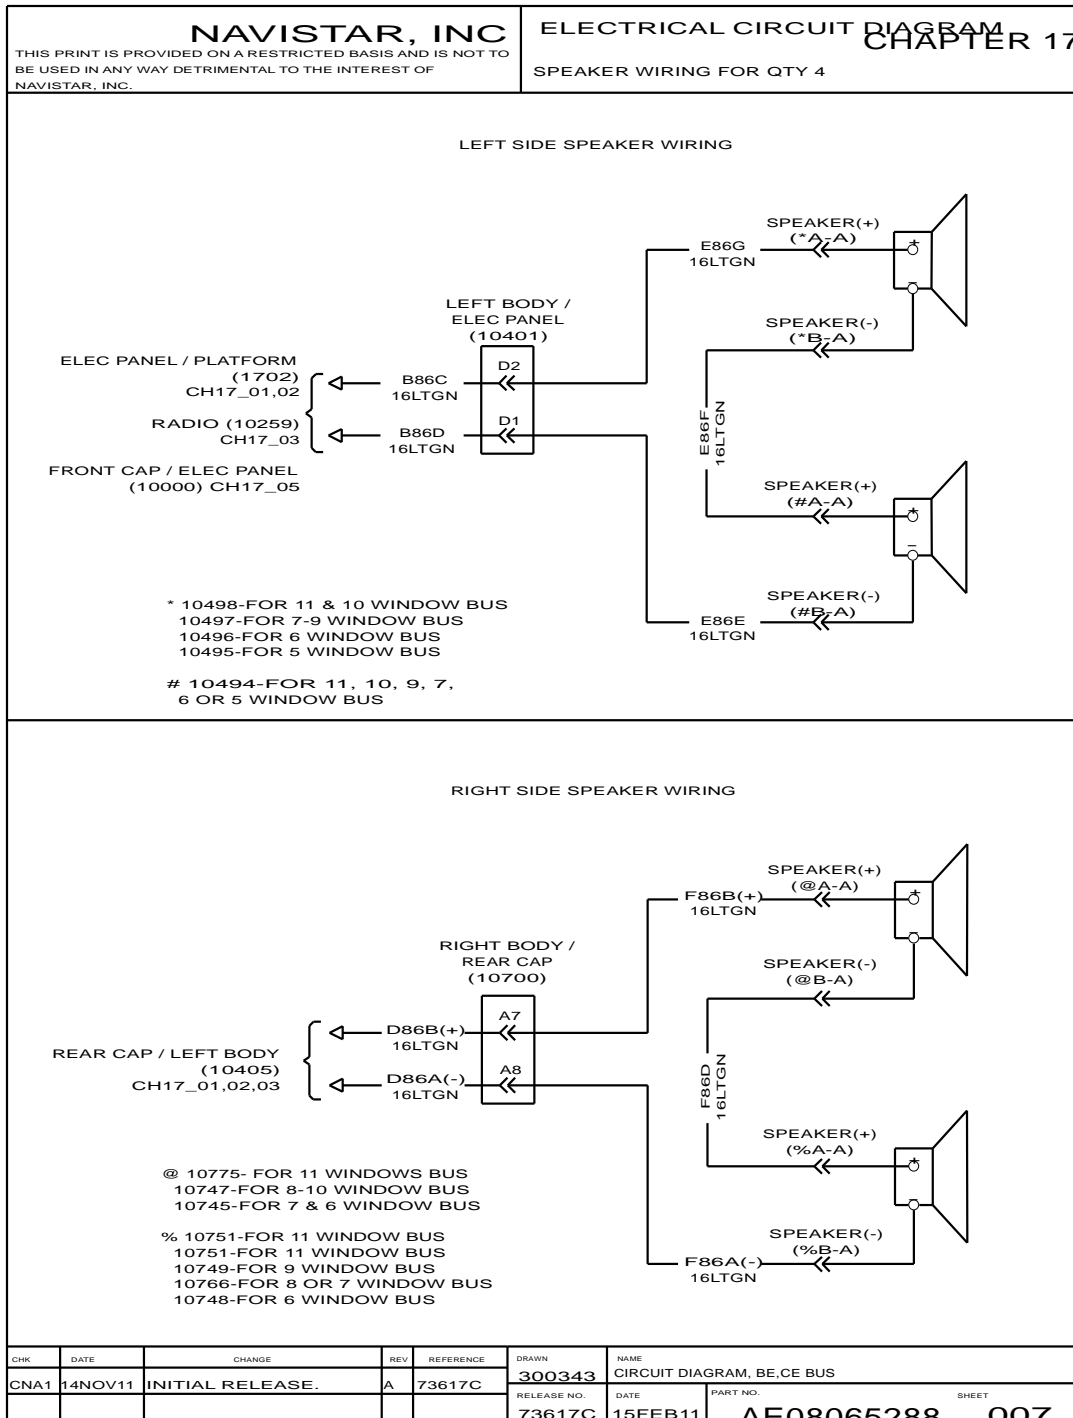 NAVISTAR, INC
THIS PRINT IS PROVIDED ON A RESTRICTED BASIS AND IS NOT TO
BE USED IN ANY WAY DETRIMENTAL TO THE INTEREST OF
NAVISTAR, INC.
ELECTRICAL CIRCUIT DIAGRAM
CHAPTER 17
SPEAKER WIRING FOR QTY 4
LEFT SIDE SPEAKER WIRING
SPEAKER(+)
(*A-A)
E86G
16LTGN
+
−
LEFT BODY /
ELEC PANEL
(10401)
SPEAKER(-)
(*B-A)
ELEC PANEL / PLATFORM
(1702)
CH17_01,02
B86C
16LTGN
D2
RADIO (10259)
CH17_03
B86D
16LTGN
D1
E86F
16LTGN
FRONT CAP / ELEC PANEL
(10000) CH17_05
SPEAKER(+)
(#A-A)
+
−
SPEAKER(-)
(#B-A)
E86E
16LTGN
* 10498-FOR 11 & 10 WINDOW BUS
10497-FOR 7-9 WINDOW BUS
10496-FOR 6 WINDOW BUS
10495-FOR 5 WINDOW BUS
# 10494-FOR 11, 10, 9, 7,
6 OR 5 WINDOW BUS
RIGHT SIDE SPEAKER WIRING
SPEAKER(+)
(@A-A)
F86B(+)
16LTGN
+
−
RIGHT BODY /
REAR CAP
(10700)
SPEAKER(-)
(@B-A)
A7
D86B(+)
16LTGN
REAR CAP / LEFT BODY
(10405)
CH17_01,02,03
A8
D86A(-)
16LTGN
F86D
16LTGN
SPEAKER(+)
(%A-A)
+
−
SPEAKER(-)
(%B-A)
F86A(-)
16LTGN
@ 10775- FOR 11 WINDOWS BUS
10747-FOR 8-10 WINDOW BUS
10745-FOR 7 & 6 WINDOW BUS
% 10751-FOR 11 WINDOW BUS
10751-FOR 11 WINDOW BUS
10749-FOR 9 WINDOW BUS
10766-FOR 8 OR 7 WINDOW BUS
10748-FOR 6 WINDOW BUS
CHK DATE CHANGE REV REFERENCE
CNA1 14NOV11 INITIAL RELEASE. A 73617C
DRAWN
300343
NAME
CIRCUIT DIAGRAM, BE,CE BUS
RELEASE NO.
73617C
DATE
15FEB11
PART NO.
AE08065288
SHEET
007